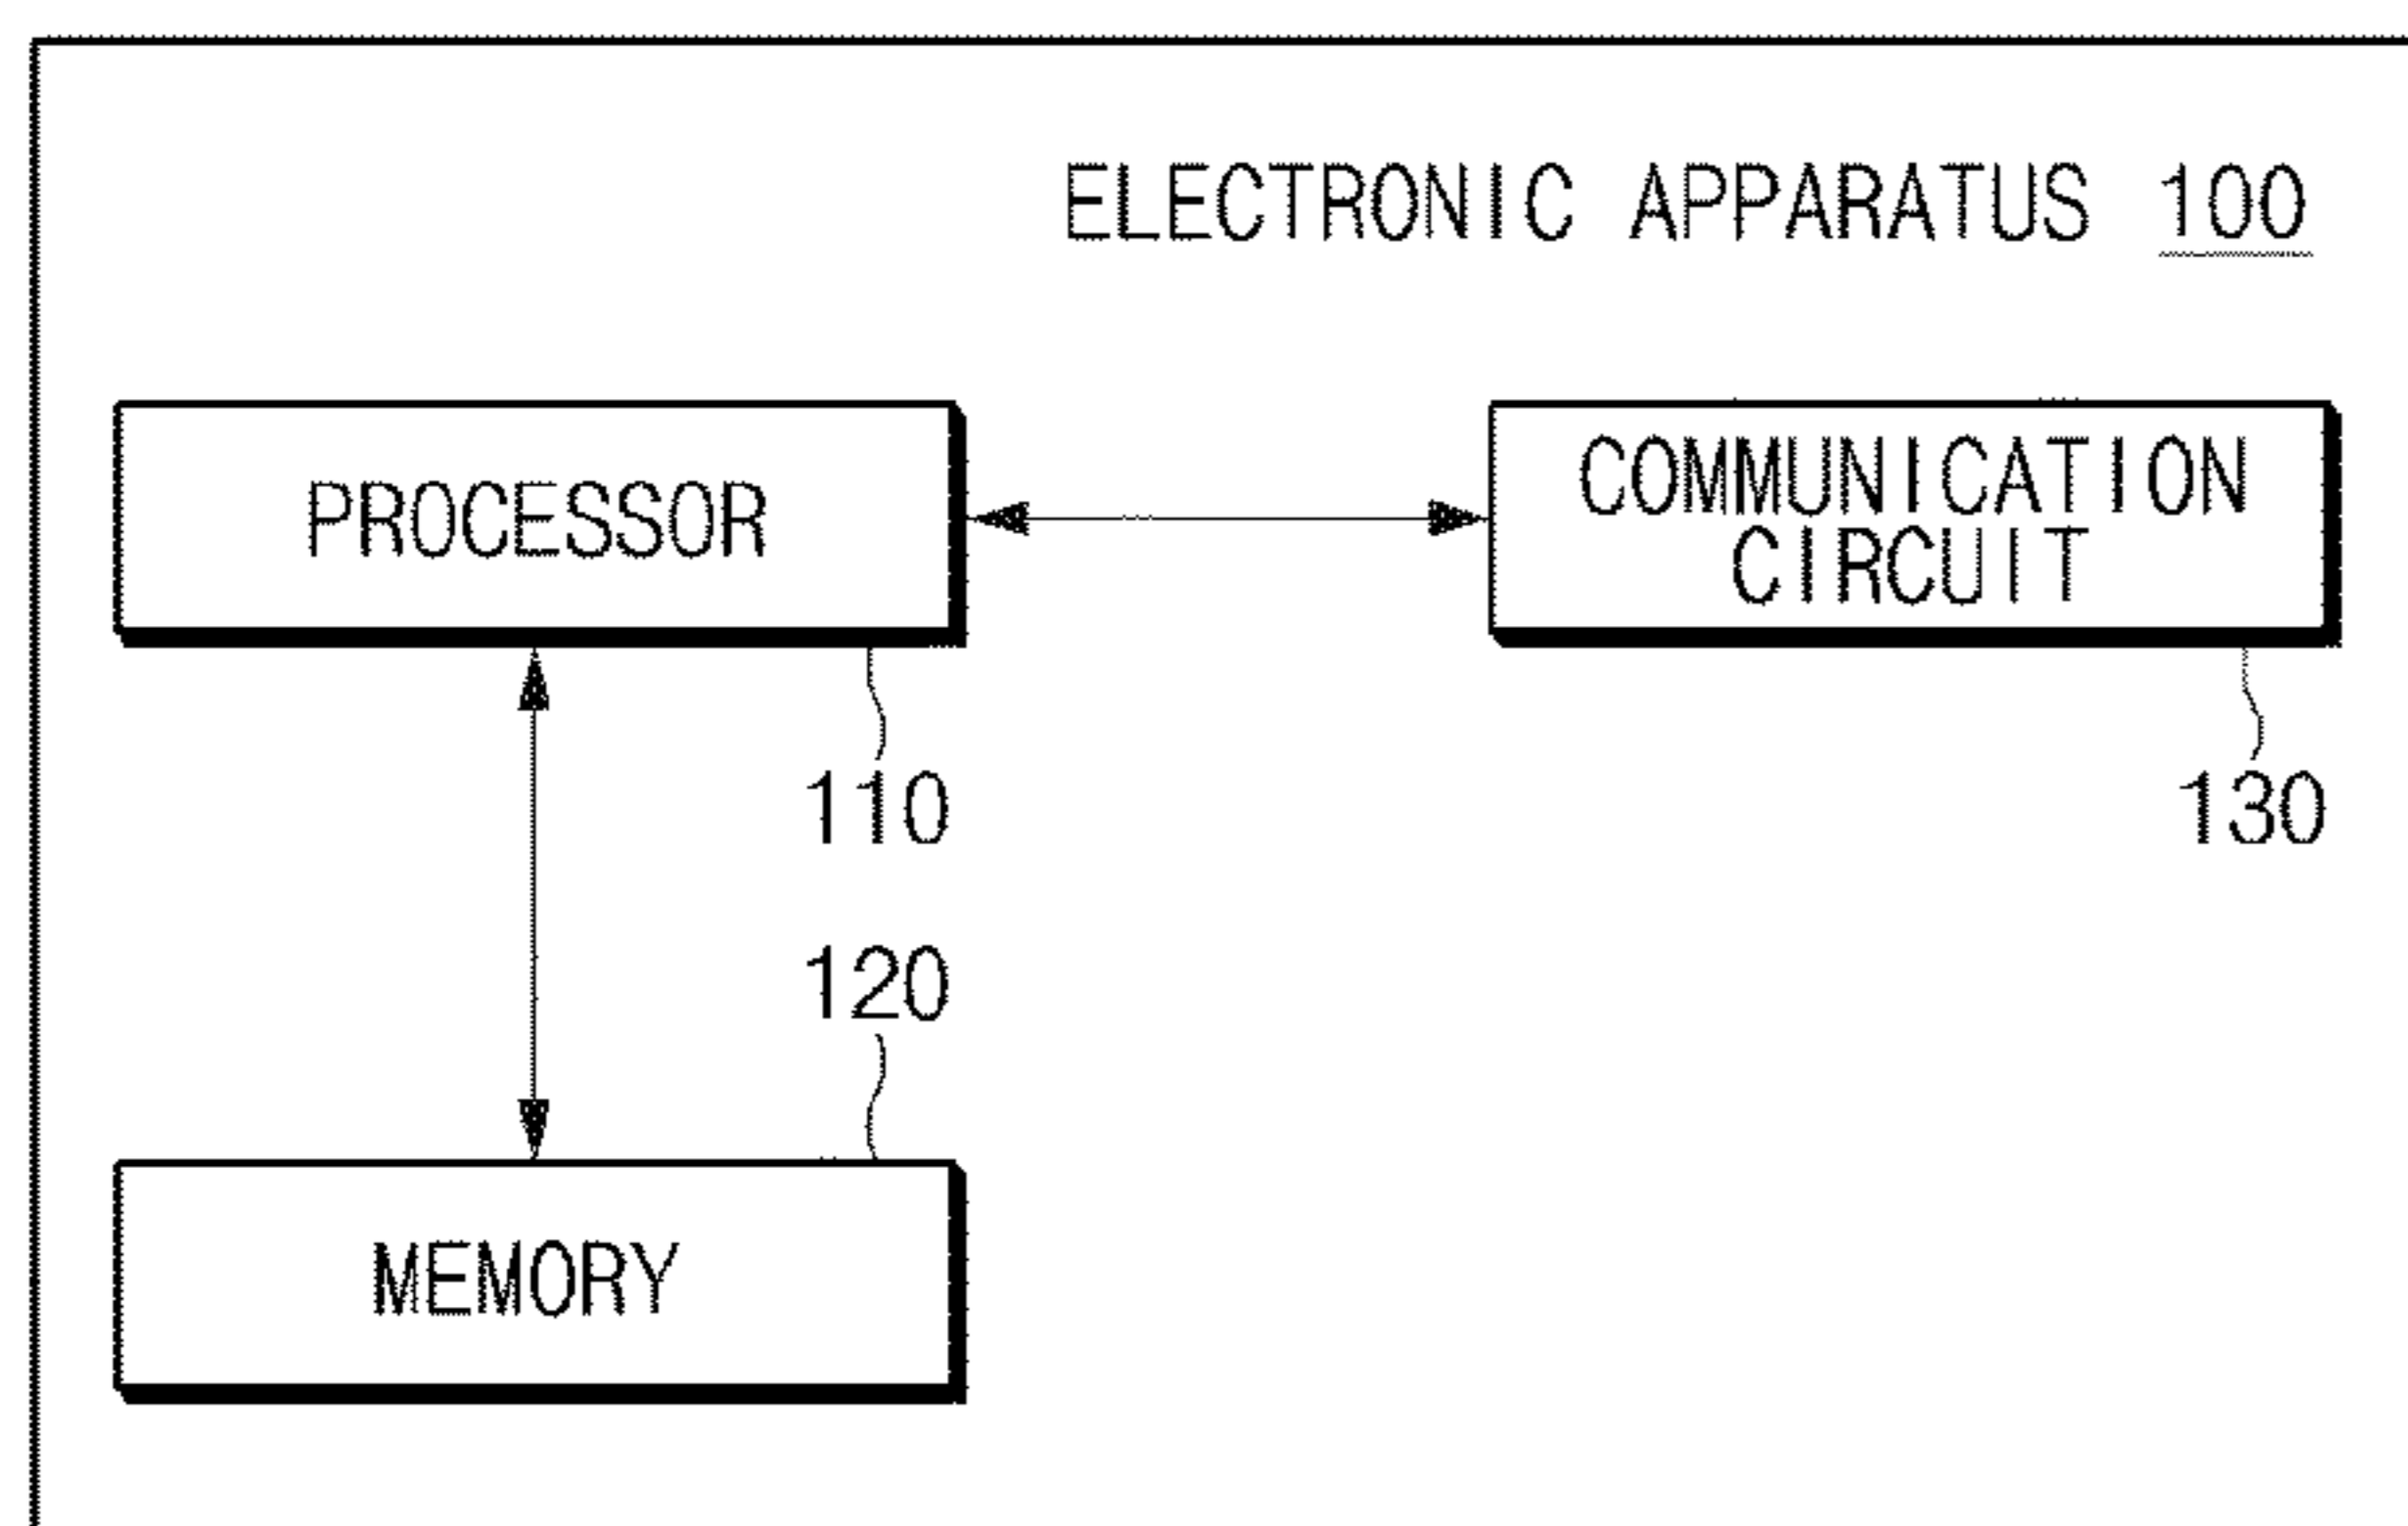 ELECTRONIC APPARATUS 100
PROCESSOR
COMMUNICATION
CIRCUIT
110
130
120
MEMORY